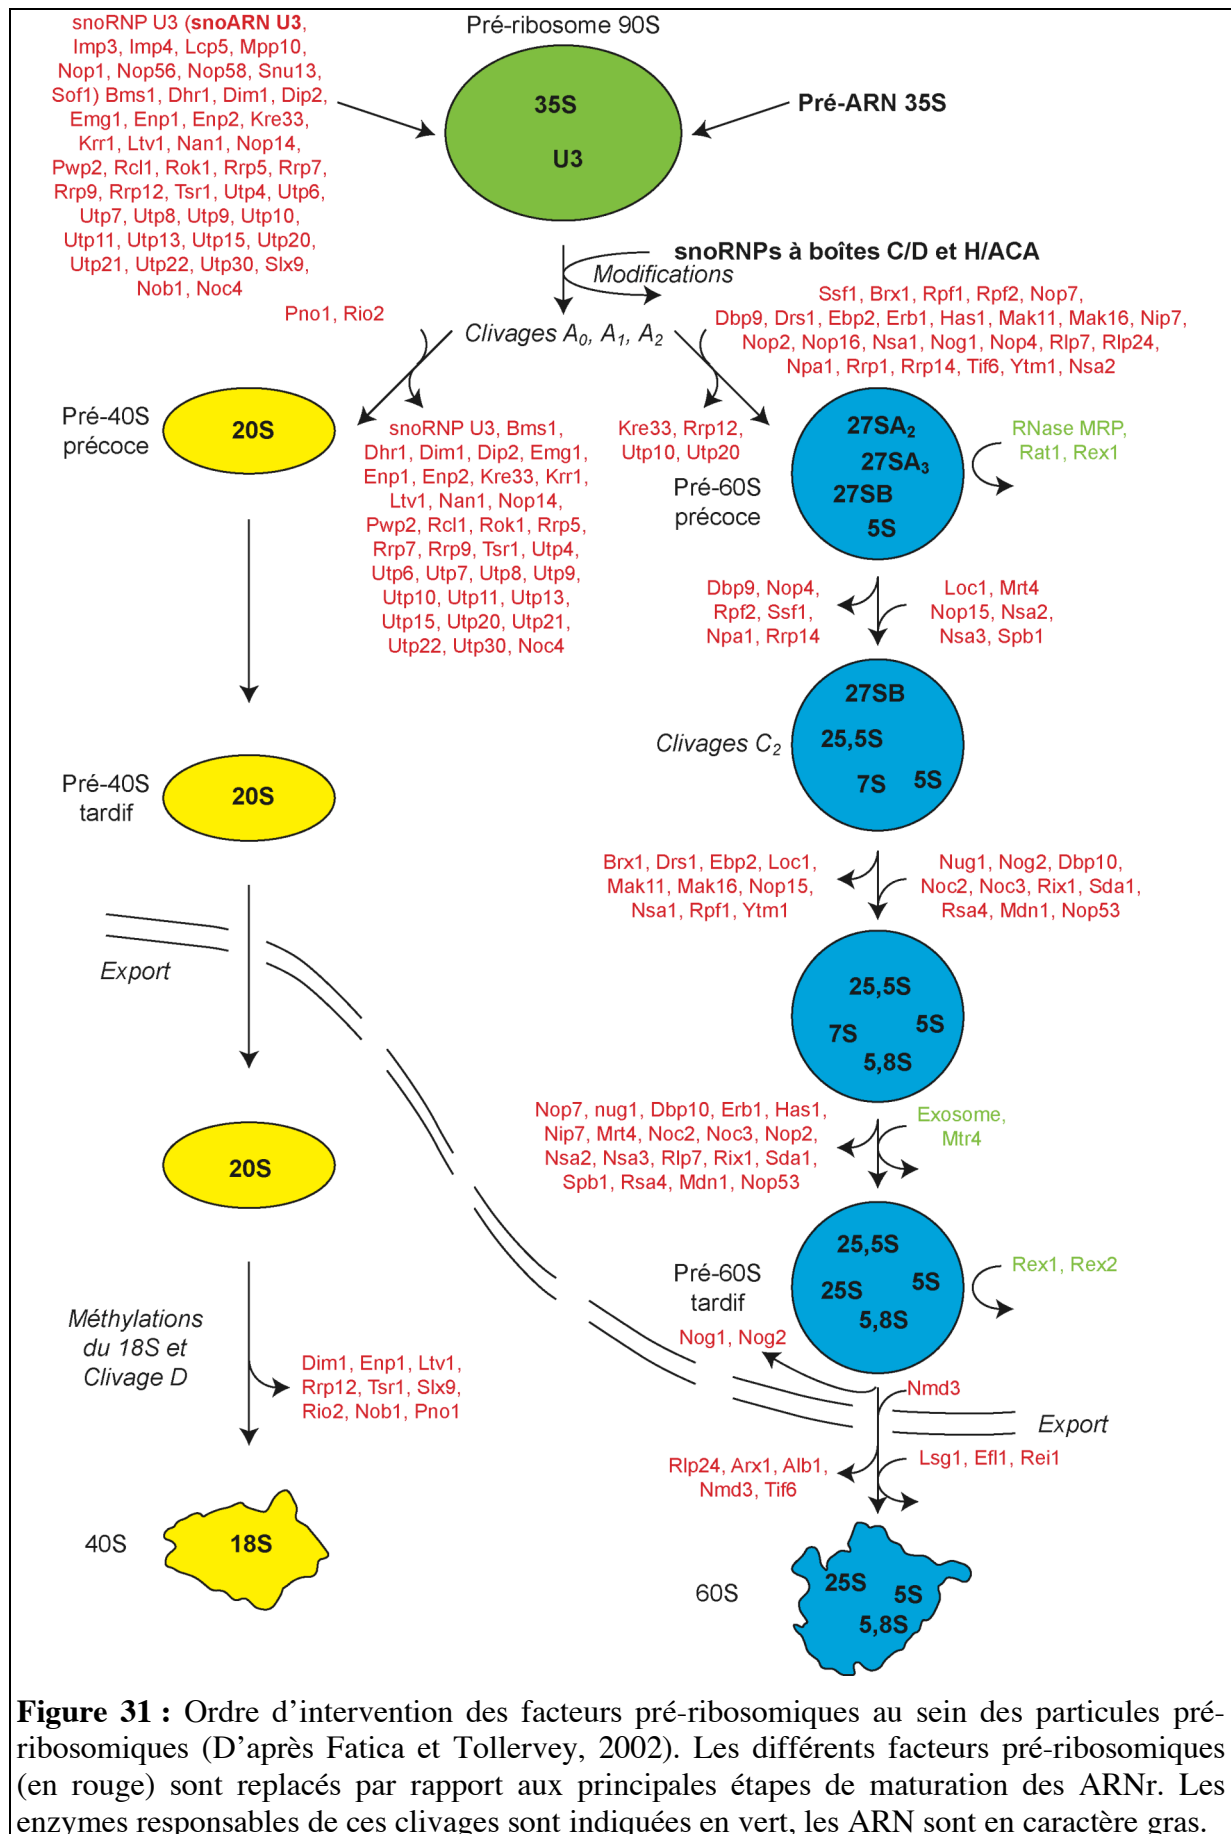 snoRNP U3 (snoARN U3,
Imp3, Imp4, Lcp5, Mpp10,
Nop1, Nop56, Nop58, Snu13,
Sof1) Bms1, Dhr1, Dim1, Dip2,
Emg1, Enp1, Enp2, Kre33,
Krr1, Ltv1, Nan1, Nop14,
Pwp2, Rcl1, Rok1, Rrp5, Rrp7,
Rrp9, Rrp12, Tsr1, Utp4, Utp6,
Utp7, Utp8, Utp9, Utp10,
Utp11, Utp13, Utp15, Utp20,
Utp21, Utp22, Utp30, Slx9,
Nob1, Noc4
Pré-ribosome 90S
35S
U3
Pré-ARN 35S
snoRNPs à boîtes C/D et H/ACA
Modifications
Pno1, Rio2
Clivages A0, A1, A2
Ssf1, Brx1, Rpf1, Rpf2, Nop7,
Dbp9, Drs1, Ebp2, Erb1, Has1, Mak11, Mak16, Nip7,
Nop2, Nop16, Nsa1, Nog1, Nop4, Rlp7, Rlp24,
Npa1, Rrp1, Rrp14, Tif6, Ytm1, Nsa2
Pré-40S
précoce
20S
snoRNP U3, Bms1,
Dhr1, Dim1, Dip2, Emg1,
Enp1, Enp2, Kre33, Krr1,
Ltv1, Nan1, Nop14,
Pwp2, Rcl1, Rok1, Rrp5,
Rrp7, Rrp9, Tsr1, Utp4,
Utp6, Utp7, Utp8, Utp9,
Utp10, Utp11, Utp13,
Utp15, Utp20, Utp21,
Utp22, Utp30, Noc4
Kre33, Rrp12,
Utp10, Utp20
Pré-60S
précoce
27SA2
27SA3
27SB
5S
RNase MRP,
Rat1, Rex1
Dbp9, Nop4,
Rpf2, Ssf1,
Npa1, Rrp14
Loc1, Mrt4
Nop15, Nsa2,
Nsa3, Spb1
Clivages C2
27SB
25,5S
7S
5S
Pré-40S
tardif
20S
Brx1, Drs1, Ebp2, Loc1,
Mak11, Mak16, Nop15,
Nsa1, Rpf1, Ytm1
Nug1, Nog2, Dbp10,
Noc2, Noc3, Rix1, Sda1,
Rsa4, Mdn1, Nop53
Export
25,5S
7S
5S
5,8S
Nop7, nug1, Dbp10, Erb1, Has1,
Nip7, Mrt4, Noc2, Noc3, Nop2,
Nsa2, Nsa3, Rlp7, Rix1, Sda1,
Spb1, Rsa4, Mdn1, Nop53
Exosome,
Mtr4
20S
Pré-60S
tardif
25,5S
25S
5S
5,8S
Rex1, Rex2
Nog1, Nog2
Nmd3
Export
Méthylations
du 18S et
Clivage D
Dim1, Enp1, Ltv1,
Rrp12, Tsr1, Slx9,
Rio2, Nob1, Pno1
Rlp24, Arx1, Alb1,
Nmd3, Tif6
Lsg1, Efl1, Rei1
40S
18S
60S
25S
5S
5,8S
Figure 31 : Ordre d’intervention des facteurs pré-ribosomiques au sein des particules pré-
ribosomiques (D’après Fatica et Tollervey, 2002). Les différents facteurs pré-ribosomiques
(en rouge) sont replacés par rapport aux principales étapes de maturation des ARNr. Les
enzymes responsables de ces clivages sont indiquées en vert, les ARN sont en caractère gras.